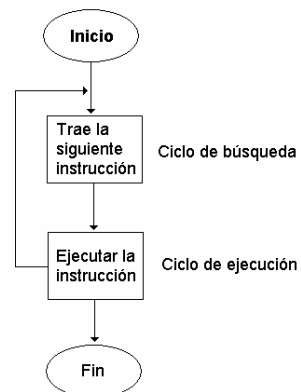 Inicio
Trae la
siguiente
instrucción
Ciclo de búsqueda
Ejecutar la
instrucción
Ciclo de ejecución
Fin